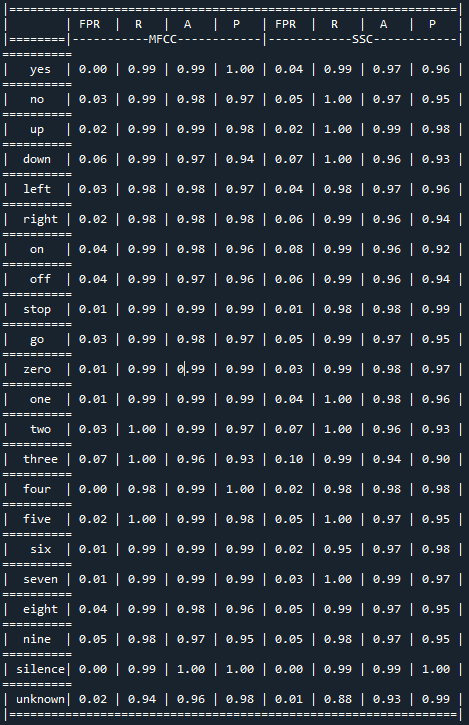 |===========================================================|
|        | FPR  |  R   |  A   |  P   | FPR  |  R   |  A   |  P   |
|========|-----------MFCC------------|------------SSC-----------|
==========
|  yes   | 0.00 | 0.99 | 0.99 | 1.00 | 0.04 | 0.99 | 0.97 | 0.96 |
==========
|   no   | 0.03 | 0.99 | 0.98 | 0.97 | 0.05 | 1.00 | 0.97 | 0.95 |
==========
|   up   | 0.02 | 0.99 | 0.99 | 0.98 | 0.02 | 1.00 | 0.99 | 0.98 |
==========
|  down  | 0.06 | 0.99 | 0.97 | 0.94 | 0.07 | 1.00 | 0.96 | 0.93 |
==========
|  left  | 0.03 | 0.98 | 0.98 | 0.97 | 0.04 | 0.98 | 0.97 | 0.96 |
==========
| right  | 0.02 | 0.98 | 0.98 | 0.98 | 0.06 | 0.99 | 0.96 | 0.94 |
==========
|   on   | 0.04 | 0.99 | 0.98 | 0.96 | 0.08 | 0.99 | 0.96 | 0.92 |
==========
|  off   | 0.04 | 0.99 | 0.97 | 0.96 | 0.06 | 0.99 | 0.96 | 0.94 |
==========
|  stop  | 0.01 | 0.99 | 0.99 | 0.99 | 0.01 | 0.98 | 0.98 | 0.99 |
==========
|   go   | 0.03 | 0.99 | 0.98 | 0.97 | 0.05 | 0.99 | 0.97 | 0.95 |
==========
|  zero  | 0.01 | 0.99 | 0.99 | 0.99 | 0.03 | 0.99 | 0.98 | 0.97 |
==========
|  one   | 0.01 | 0.99 | 0.99 | 0.99 | 0.04 | 1.00 | 0.98 | 0.96 |
==========
|  two   | 0.03 | 1.00 | 0.99 | 0.97 | 0.07 | 1.00 | 0.96 | 0.93 |
==========
| three  | 0.07 | 1.00 | 0.96 | 0.93 | 0.10 | 0.99 | 0.94 | 0.90 |
==========
|  four  | 0.00 | 0.98 | 0.99 | 1.00 | 0.02 | 0.98 | 0.98 | 0.98 |
==========
|  five  | 0.02 | 1.00 | 0.99 | 0.98 | 0.05 | 1.00 | 0.97 | 0.95 |
==========
|  six   | 0.01 | 0.99 | 0.99 | 0.99 | 0.02 | 0.95 | 0.97 | 0.98 |
==========
| seven  | 0.01 | 0.99 | 0.99 | 0.99 | 0.03 | 1.00 | 0.99 | 0.97 |
==========
| eight  | 0.04 | 0.99 | 0.98 | 0.96 | 0.05 | 0.99 | 0.97 | 0.95 |
==========
|  nine  | 0.05 | 0.98 | 0.97 | 0.95 | 0.05 | 0.98 | 0.97 | 0.95 |
==========
| silence| 0.00 | 0.99 | 1.00 | 1.00 | 0.00 | 0.99 | 0.99 | 1.00 |
==========
| unknown| 0.02 | 0.94 | 0.96 | 0.98 | 0.01 | 0.88 | 0.93 | 0.99 |
|===========================================================|